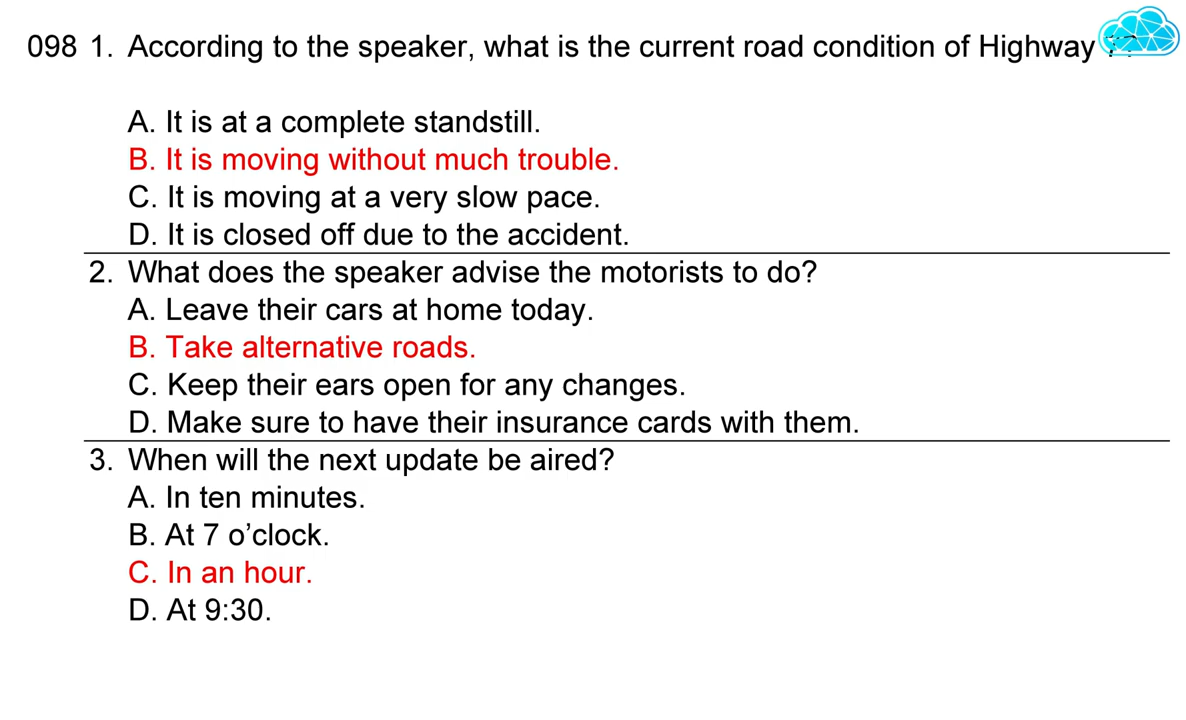 098 1. According to the speaker, what is the current road condition of Highway
A. It is at a complete standstill.
B. It is moving without much trouble.
C. It is moving at a very slow pace.
D. It is closed off due to the accident.
2. What does the speaker advise the motorists to do?
A. Leave their cars at home today.
B. Take alternative roads.
C. Keep their ears open for any changes.
D. Make sure to have their insurance cards with them.
3. When will the next update be aired?
A. In ten minutes.
B. At 7 o’clock.
C. In an hour.
D. At 9:30.